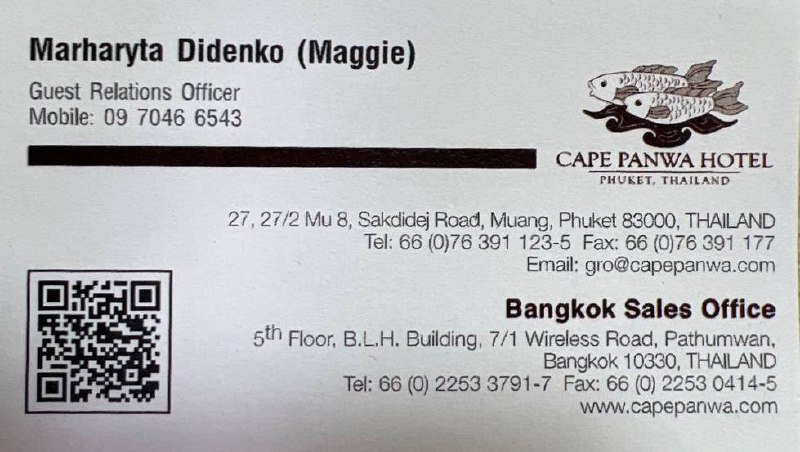 Marharyta Didenko (Maggie)
Guest Relations Officer
Mobile: 09 7046 6543
CAPE PANWA HOTEL
PHUKET, THAILAND
27, 27/2 Mu 8, Sakdidej Road, Muang, Phuket 83000, THAILAND
Tel: 66 (0)76 391 123-5 Fax: 66 (0)76 391 177
Email: gro@capepanwa.com
Bangkok Sales Office
5th Floor, B.L.H. Building, 7/1 Wireless Road, Pathumwan,
Bangkok 10330, THAILAND
Tel: 66 (0) 2253 3791-7 Fax: 66 (0) 2253 0414-5
www.capepanwa.com